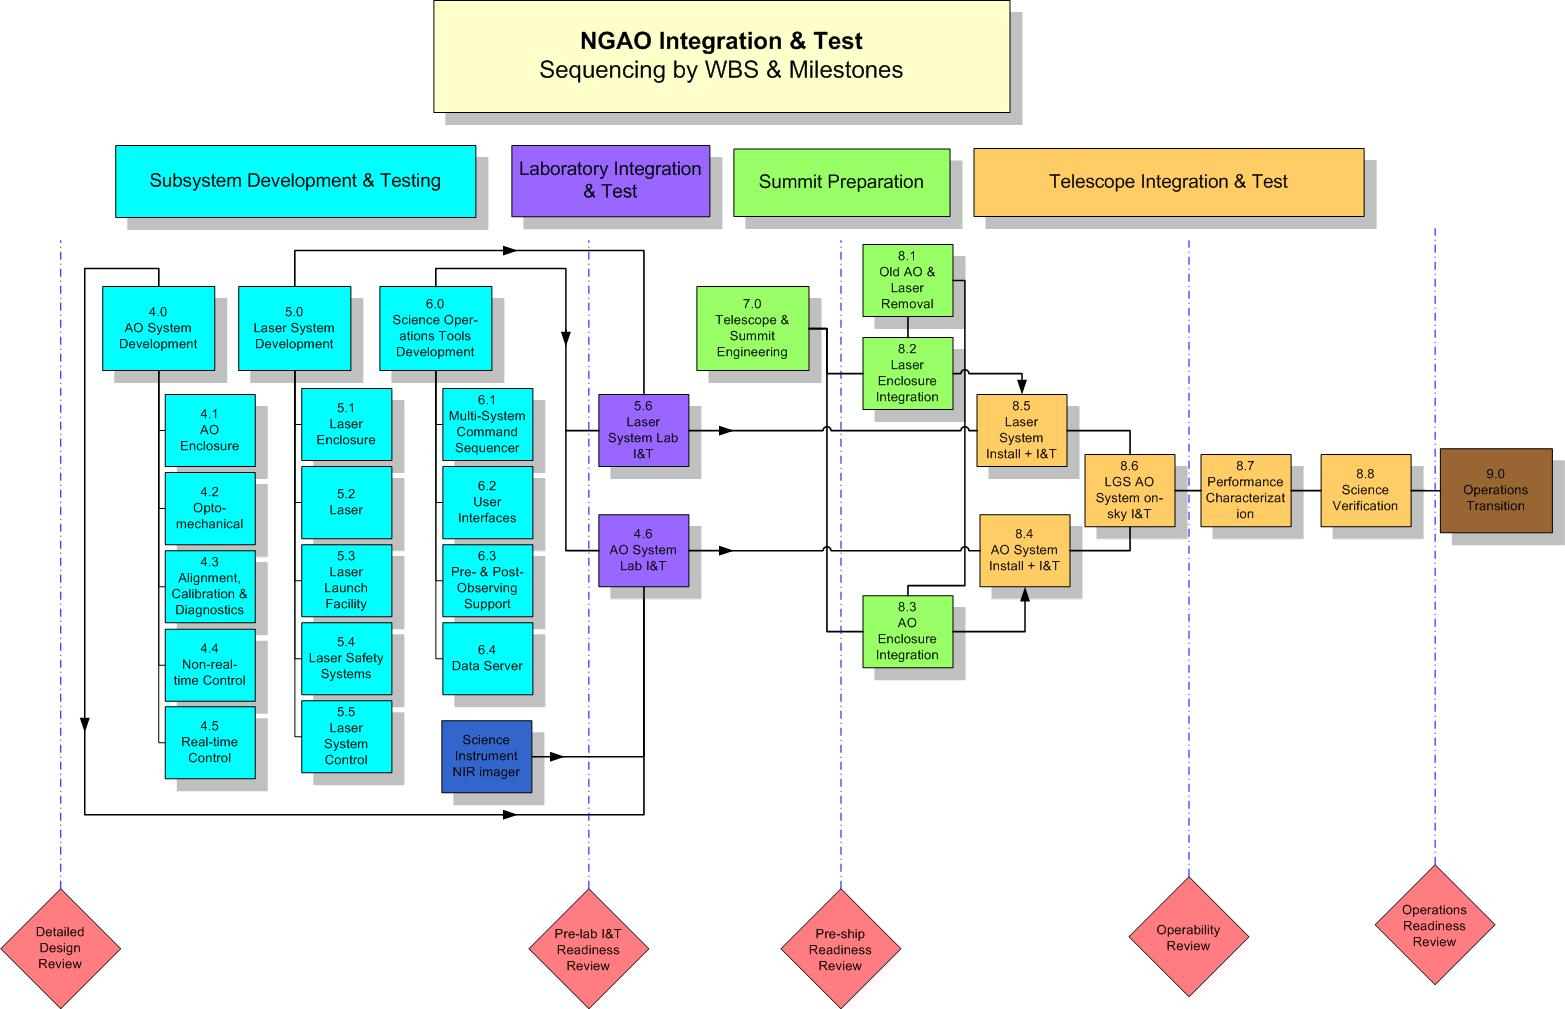 NGAO Integration & Test
Sequencing by WBS & Milestones
Subsystem Development & Testing
Laboratory Integration
& Test
Summit Preparation
Telescope Integration & Test
4.0
AO System
Development
4.1
AO
Enclosure
4.2
Opto-
mechanical
4.3
Alignment,
Calibration &
Diagnostics
4.4
Non-real-
time Control
4.5
Real-time
Control
5.0
Laser System
Development
5.1
Laser
Enclosure
5.2
Laser
5.3
Laser
Launch
Facility
5.4
Laser Safety
Systems
5.5
Laser
System
Control
6.0
Science Oper-
ations Tools
Development
6.1
Multi-System
Command
Sequencer
6.2
User
Interfaces
6.3
Pre- & Post-
Observing
Support
6.4
Data Server
Science
Instrument
NIR imager
5.6
Laser
System Lab
I&T
4.6
AO System
Lab I&T
7.0
Telescope &
Summit
Engineering
8.1
Old AO &
Laser
Removal
8.2
Laser
Enclosure
Integration
8.3
AO
Enclosure
Integration
8.5
Laser
System
Install + I&T
8.4
AO System
Install + I&T
8.6
LGS AO
System on-
sky I&T
8.7
Performance
Characterizat
ion
8.8
Science
Verification
9.0
Operations
Transition
Detailed
Design
Review
Pre-lab I&T
Readiness
Review
Pre-ship
Readiness
Review
Operability
Review
Operations
Readiness
Review